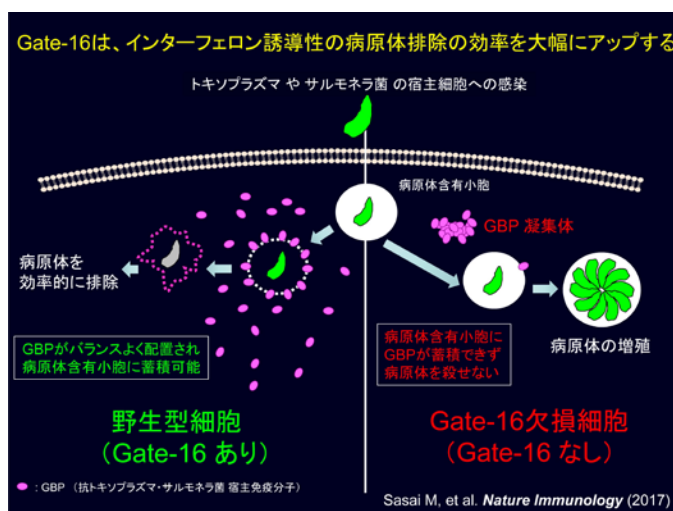 Gate-16は、インターフェロン誘導性の病原体排除の効率を大幅にアップする
トキソプラズマ や サルモネラ菌 の宿主細胞への感染
病原体含有小胞
GBP 凝集体
病原体を
効率的に排除
GBPがバランスよく配置され
病原体含有小胞に蓄積可能
病原体含有小胞に
GBPが蓄積できず
病原体を殺せない
病原体の増殖
野生型細胞
（Gate-16 あり）
Gate-16欠損細胞
（Gate-16 なし）
: GBP （抗トキソプラズマ・サルモネラ菌 宿主免疫分子）
Sasai M, et al. Nature Immunology (2017)